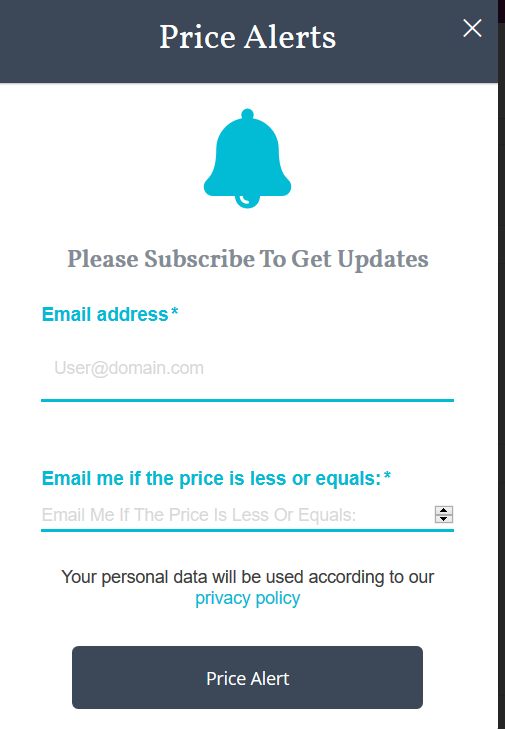 Price Alerts
Please Subscribe To Get Updates
Email address*
User@domain.com
Email me if the price is less or equals:*
Email Me If The Price Is Less Or Equals:
Your personal data will be used according to our
privacy policy
Price Alert